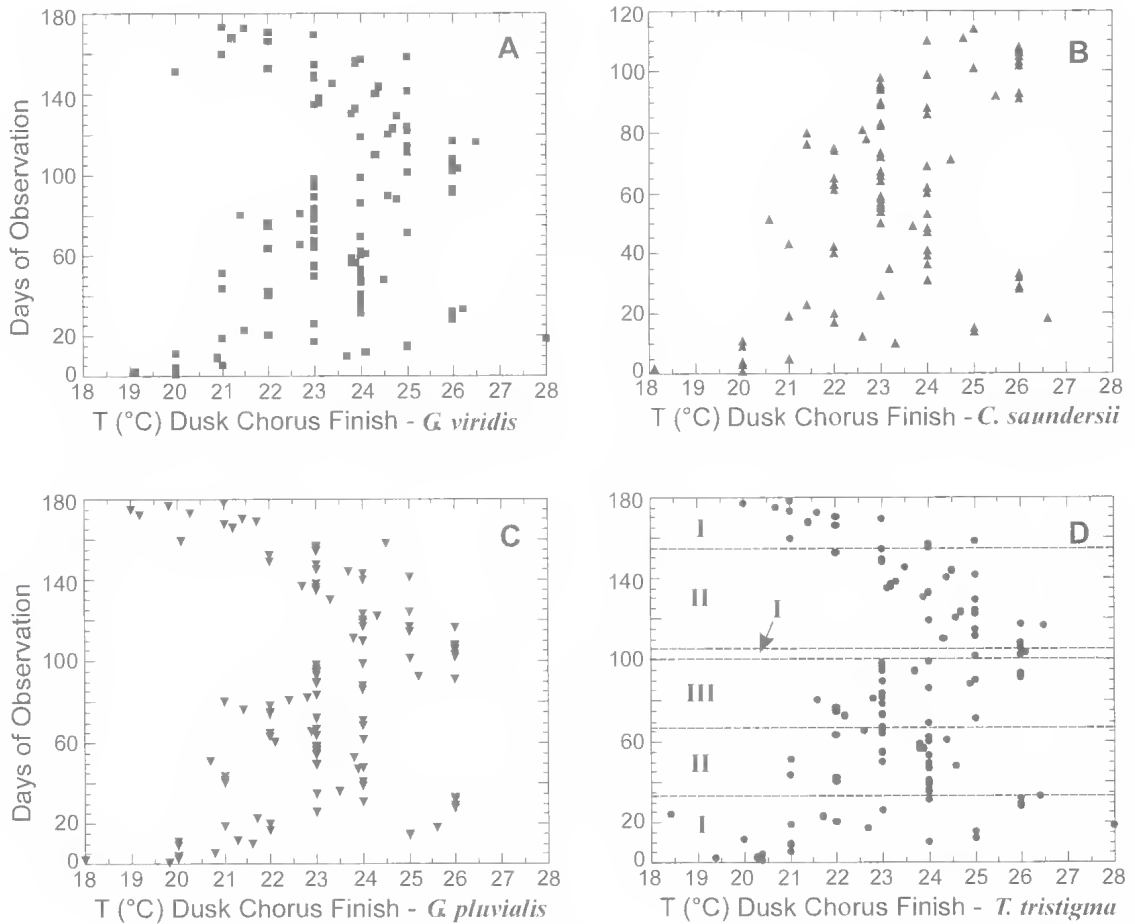 180
140
100
60
20
0
18 19 20 21 22 23 24 25 26 27 28
Days of Observation
A
T (°C) Dusk Chorus Finish - G. viridis
120
100
80
60
40
20
0
18 19 20 21 22 23 24 25 26 27 28
B
T (°C) Dusk Chorus Finish - C. saundersii
180
140
100
60
20
0
18 19 20 21 22 23 24 25 26 27 28
Days of Observation
C
T (°C) Dusk Chorus Finish - G. pluvialis
180
140
100
60
20
0
18 19 20 21 22 23 24 25 26 27 28
D
I
II
I
III
II
I
T (°C) Dusk Chorus Finish - T. tristigma